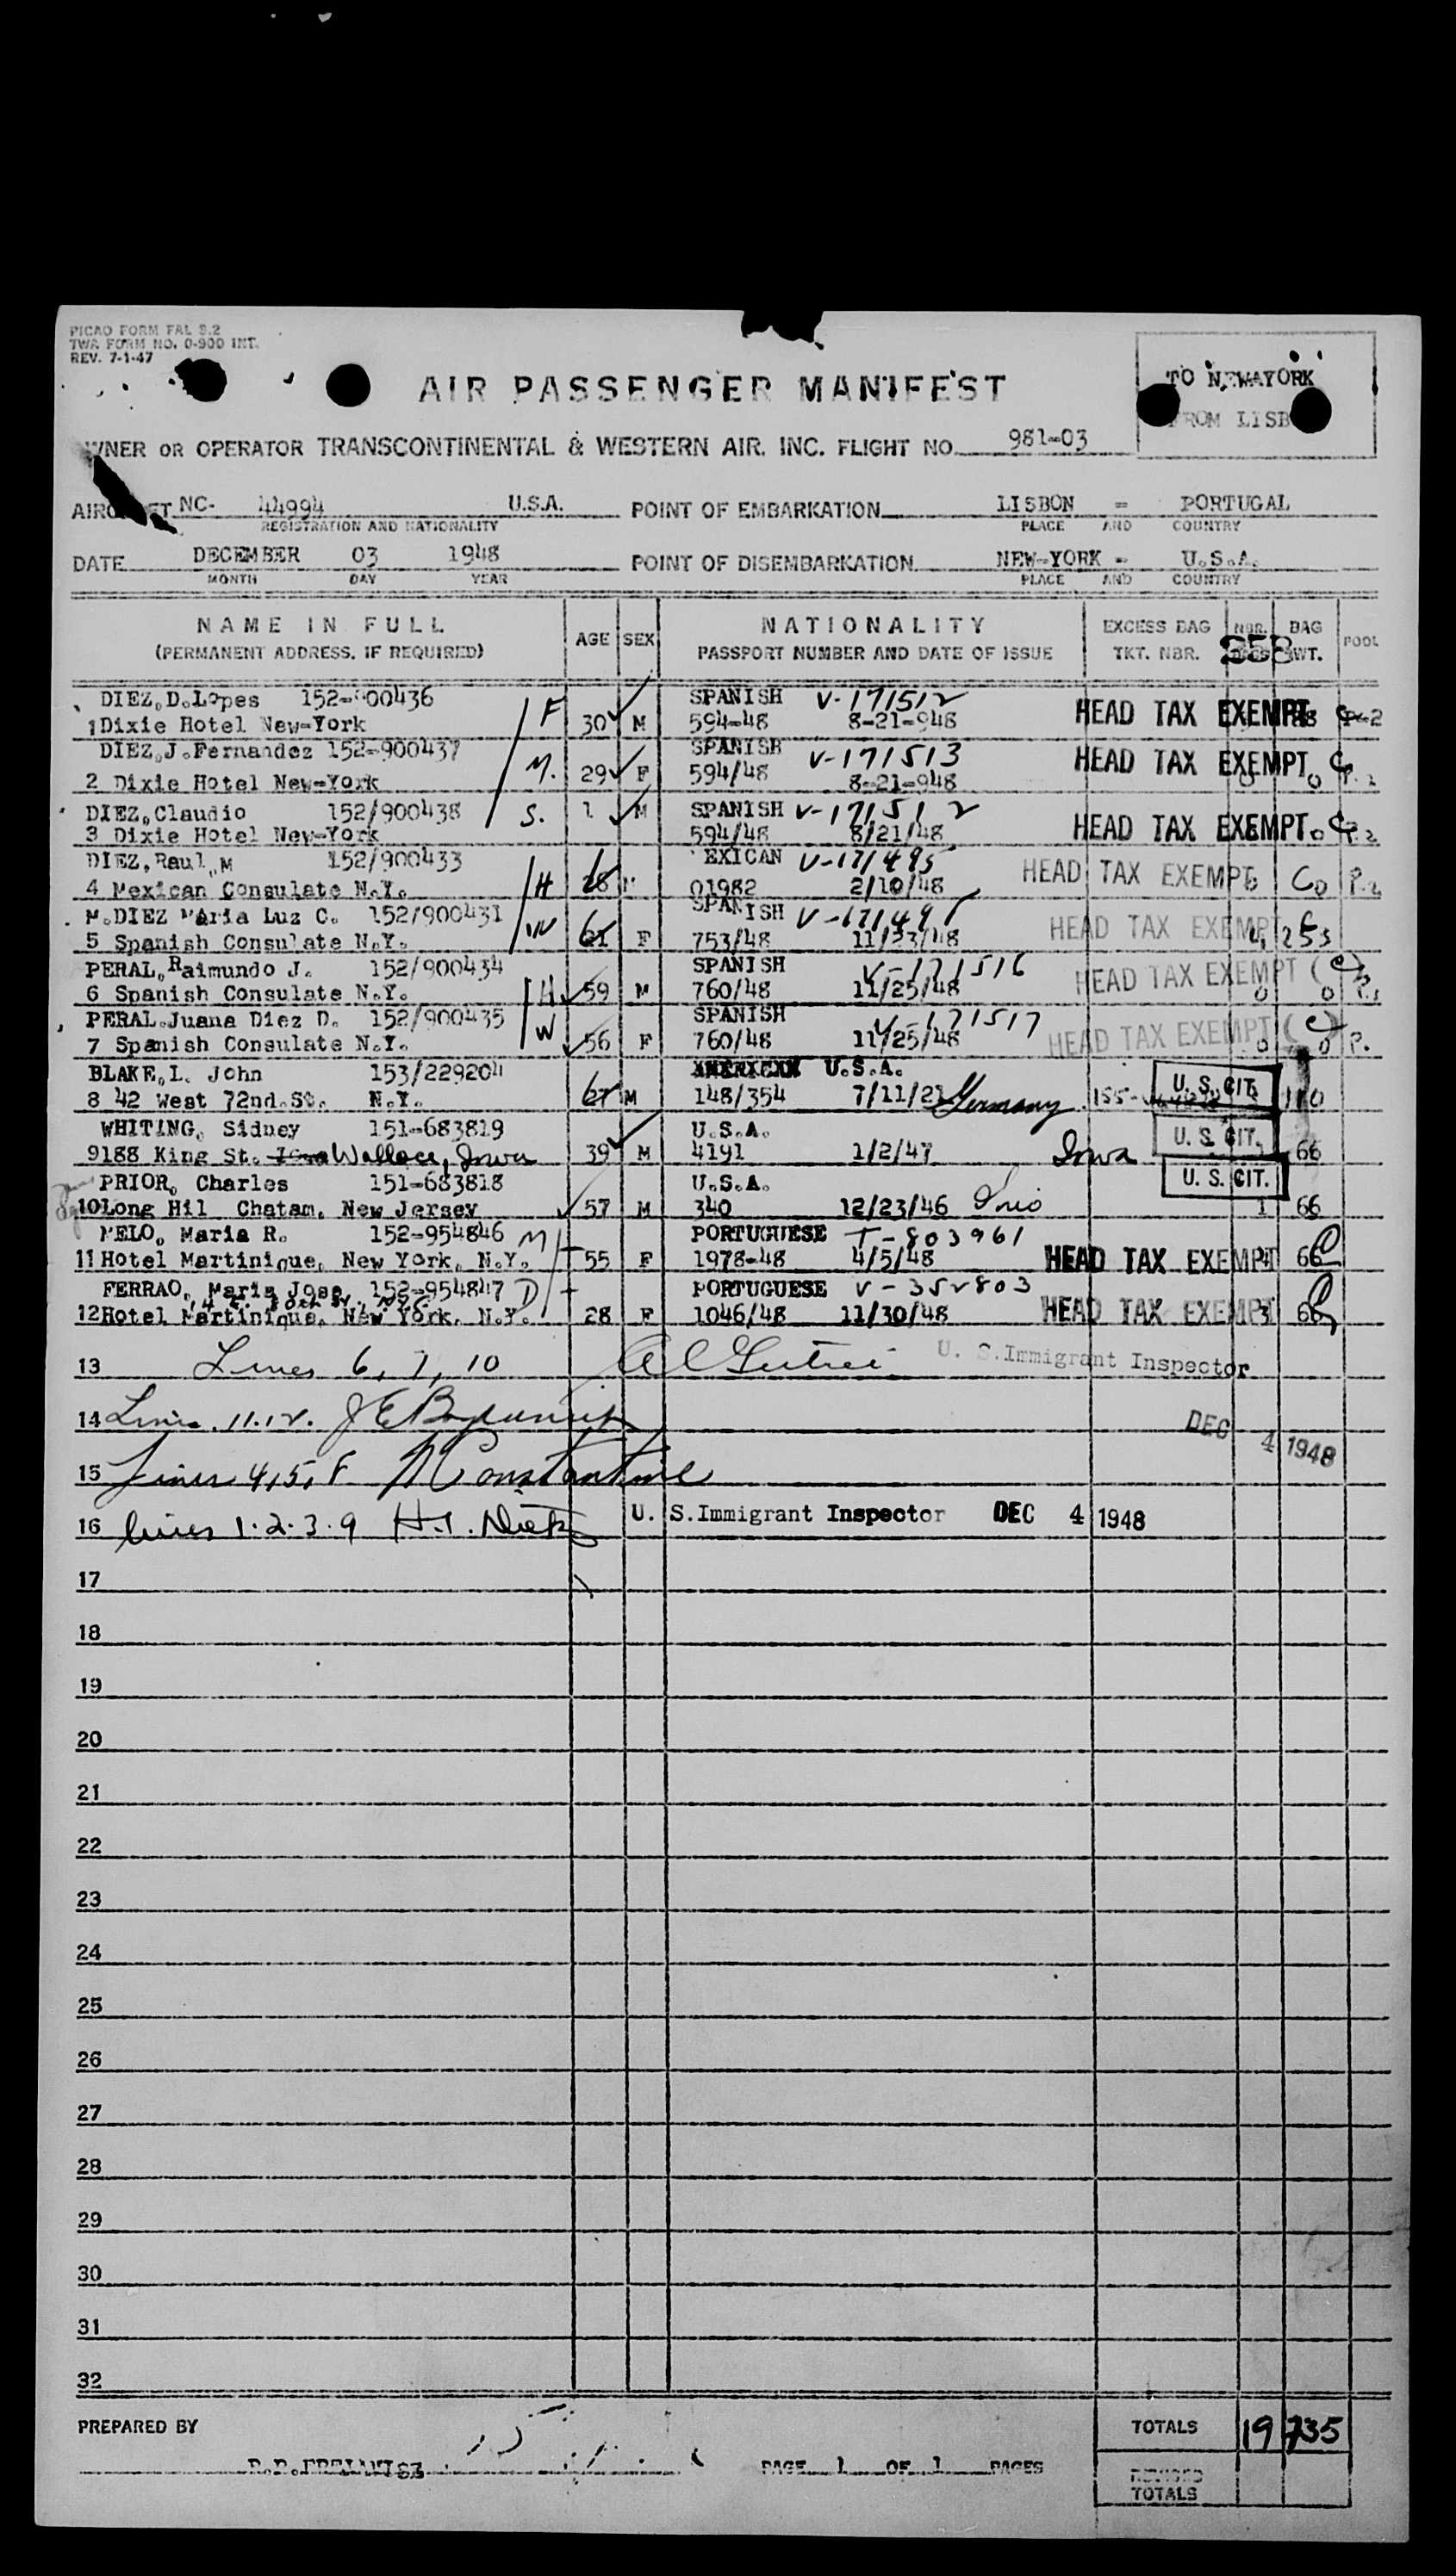 PICAO FORM FAL S.2
TWA FORM NO. 0-900 INT.
REV. 7-1-47
TO NEW YORK
FROM LISB
AIR PASSENGER MANIFEST
OWNER OR OPERATOR TRANSCONTINENTAL & WESTERN AIR. INC. FLIGHT NO. 981-03
NC- 44994 U.S.A. POINT OF EMBARKATION LISBON = PORTUGAL
REGISTRATION AND NATIONALITY PLACE AND COUNTRY
DATE DECEMBER 03 1948 POINT OF DISEMBARKATION NEW-YORK - U.S.A.
MONTH DAY YEAR PLACE AND COUNTRY
NAME IN FULL AGE SEX NATIONALITY EXCESS BAG NBR. BAG POOL
(PERMANENT ADDRESS, IF REQUIRED) PASSPORT NUMBER AND DATE OF ISSUE TKT. NBR. WT.
DIEZ, D. Lopes 152-900436 F SPANISH V-171512
1 Dixie Hotel New-York 30 M 594-48 8-21-948 HEAD TAX EXEMPT
DIEZ, J. Fernandez 152-900437 M. SPANISH V-171513
2 Dixie Hotel New-York 29 F 594/48 8-21-948 HEAD TAX EXEMPT
DIEZ, Claudio 152/900438 S. SPANISH V-171512
3 Dixie Hotel New-York 1 M 594/48 8/21/48 HEAD TAX EXEMPT
DIEZ, Raul, M 152/900433 H EXICAN V-171495
4 Mexican Consulate N.Y. 26 M 01982 2/10/48 HEAD TAX EXEMPT
M. DIEZ MAria Luz C. 152/900431 W SPANISH
5 Spanish Consulate N.Y. 61 F 753/48 11/23/48 HEAD TAX EXEMPT
PERAL, Raimundo J. 152/900434 H SPANISH V-171516
6 Spanish Consulate N.Y. 59 M 760/48 11/25/48 HEAD TAX EXEMPT
PERAL. Juana Diez D. 152/900435 W SPANISH V-171517
7 Spanish Consulate N.Y. 56 F 760/48 11/25/48 HEAD TAX EXEMPT
BLAKE, L. John 153/229204 U.S.A.
8 42 West 72nd. St. N.Y. 67 M 148/354 Germany U.S. CIT.
WHITING, Sidney 151-683819 U.S.A.
9 188 King St. Wallace, Iowa 39 M 4191 1/2/47 Iowa U.S. CIT. 66
PRIOR, Charles 151-683818 U.S.A. U.S. CIT.
10 Long Hil Chatam, New Jersey 57 M 340 12/23/46 1 66
MELO, Maria R. 152-954846 M PORTUGUESE T-803961
11 Hotel Martinique, New York, N.Y. 55 F 1978-48 4/5/48 HEAD TAX EXEMPT 66
FERRAO, Maria Jose 152-954847 D PORTUGUESE V-352803
12 Hotel Martinique, New York, N.Y. 28 F 1046/48 11/30/48 HEAD TAX EXEMPT 3 66
13 Lines 6, 7, 10 U. S. Immigrant Inspector
14 Lines 11.12. DEC 4 1948
15 Lines 4, 5, 8 Constantine
16 lines 1.2.3.9 U. S. Immigrant Inspector DEC 4 1948
17
18
19
20
21
22
23
24
25
26
27
28
29
30
31
32
PREPARED BY TOTALS 19 735
PAGE 1 OF 1 PAGES
REVISED TOTALS